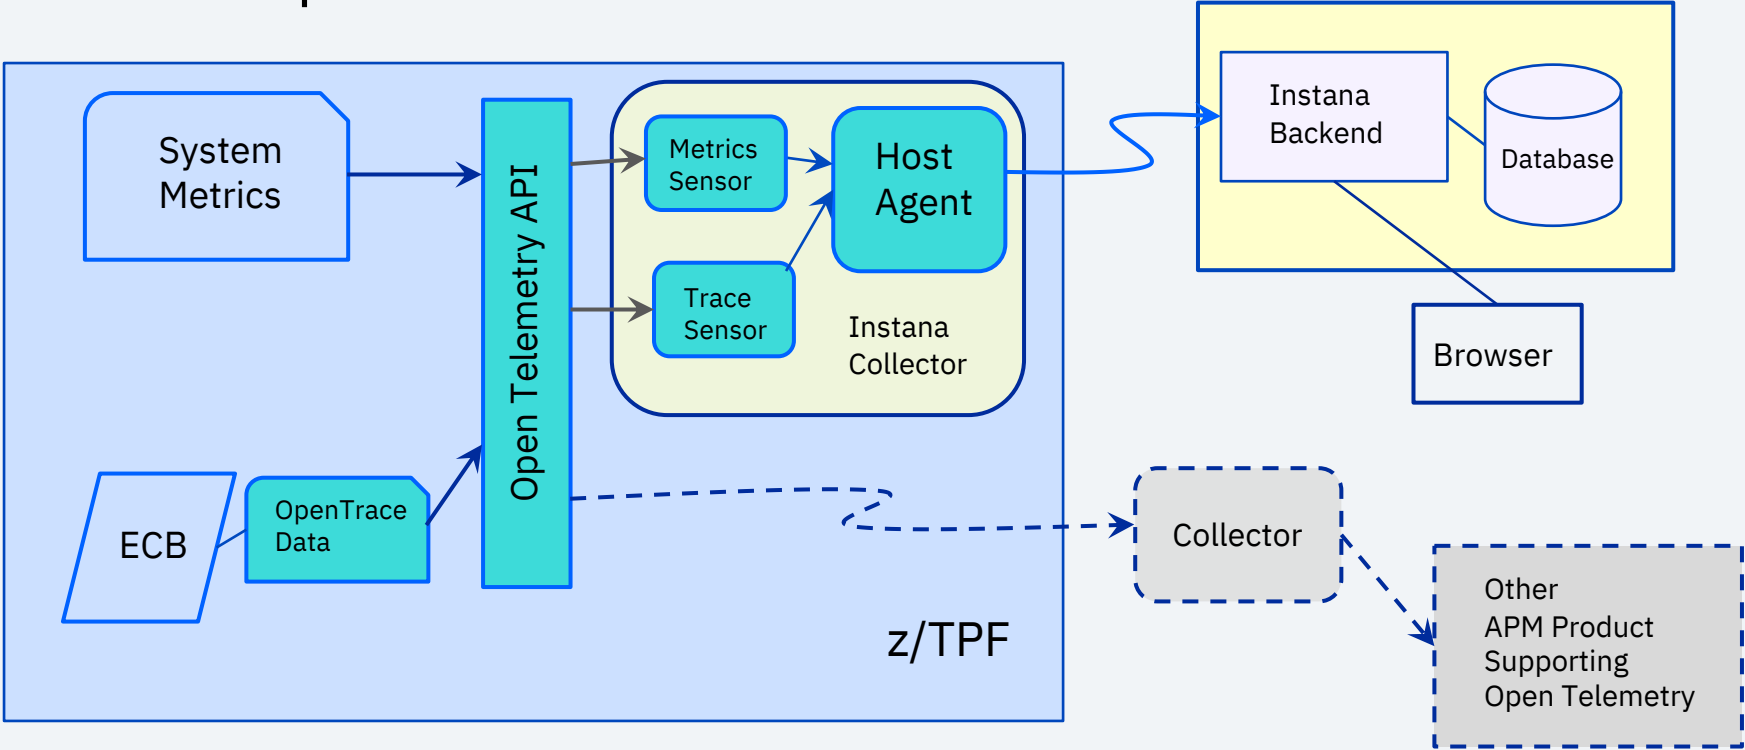 System
Metrics
Open Telemetry API
Metrics
Sensor
Host
Agent
Trace
Sensor
Instana
Collector
Instana
Backend
Database
Browser
ECB
OpenTrace
Data
z/TPF
Collector
Other
APM Product
Supporting
Open Telemetry